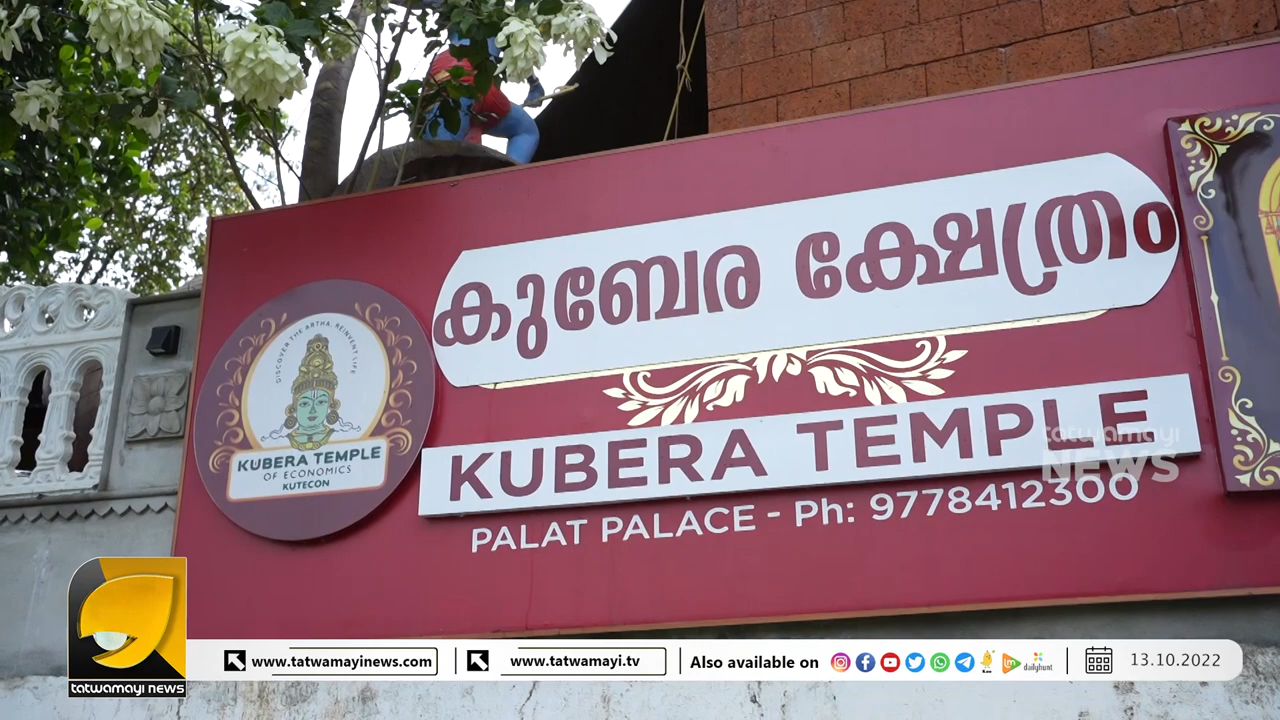 കുബേര ക്ഷേത്രം
DISCOVER THE ARTHA, REINVENT LIFE
KUBERA TEMPLE
OF ECONOMICS
KUTECON
KUBERA TEMPLE
PALAT PALACE - Ph: 9778412300
tatwamayi
NEWS
tatwamayi news
www.tatwamayinews.com
www.tatwamayi.tv
Also available on
dailyhunt
13.10.2022